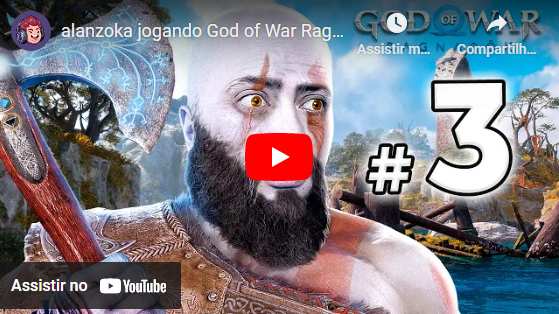 alanzoka jogando God of War Rag...
GOD OF WAR
Assistir m...
Compartilh...
#3
Assistir no YouTube